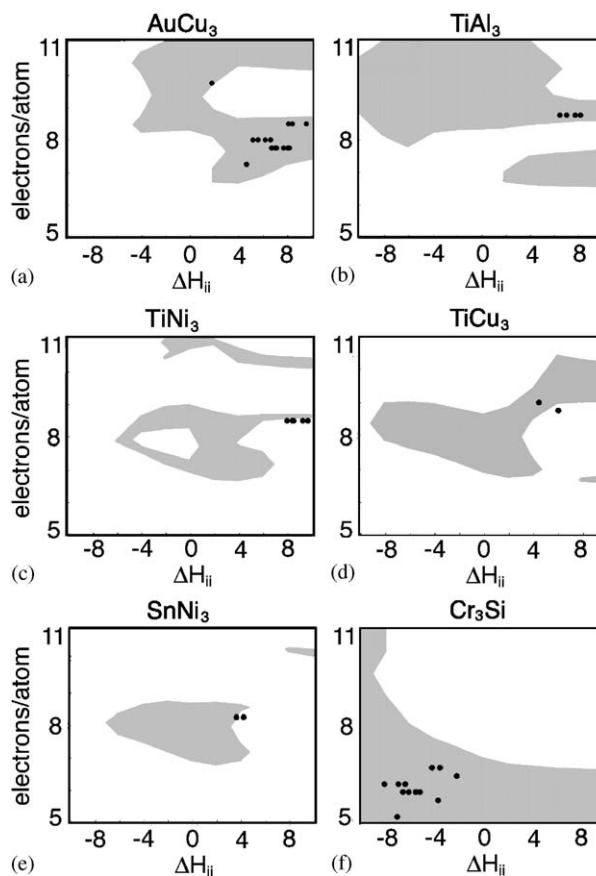 AuCu₃
TiAl₃
electrons/atom
11
8
5
-8 -4 0 4 8
(a)
ΔHᵢᵢ
11
8
5
-8 -4 0 4 8
(b)
ΔHᵢᵢ
TiNi₃
TiCu₃
electrons/atom
11
8
5
-8 -4 0 4 8
(c)
ΔHᵢᵢ
11
8
5
-8 -4 0 4 8
(d)
ΔHᵢᵢ
SnNi₃
Cr₃Si
electrons/atom
11
8
5
-8 -4 0 4 8
(e)
ΔHᵢᵢ
11
8
5
-8 -4 0 4 8
(f)
ΔHᵢᵢ